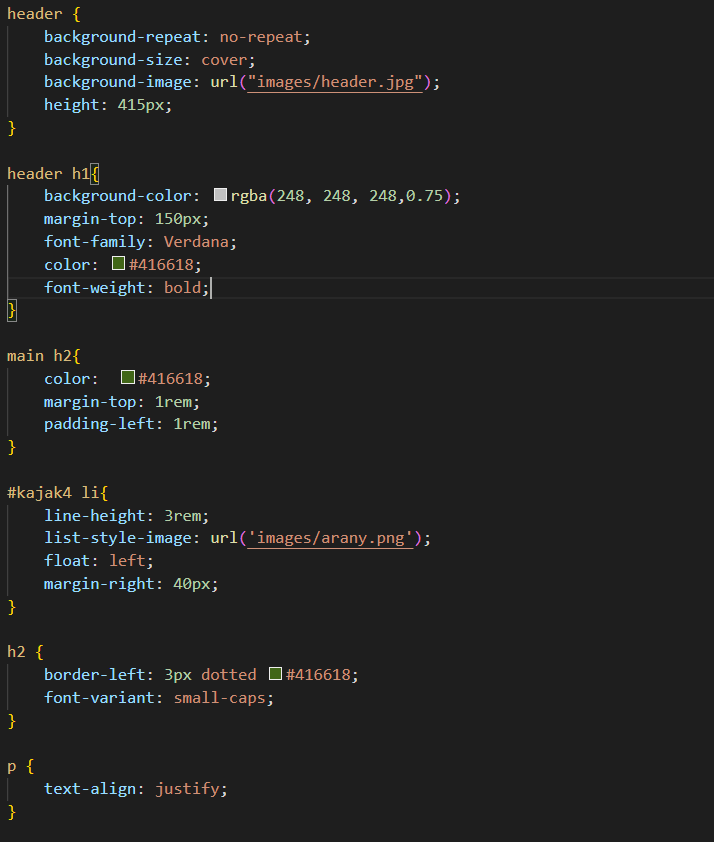 header {
    background-repeat: no-repeat;
    background-size: cover;
    background-image: url("images/header.jpg");
    height: 415px;
}

header h1{
    background-color: rgba(248, 248, 248,0.75);
    margin-top: 150px;
    font-family: Verdana;
    color: #416618;
    font-weight: bold;
}

main h2{
    color:  #416618;
    margin-top: 1rem;
    padding-left: 1rem;
}

#kajak4 li{
    line-height: 3rem;
    list-style-image: url('images/arany.png');
    float: left;
    margin-right: 40px;
}

h2 {
    border-left: 3px dotted #416618;
    font-variant: small-caps;
}

p {
    text-align: justify;
}